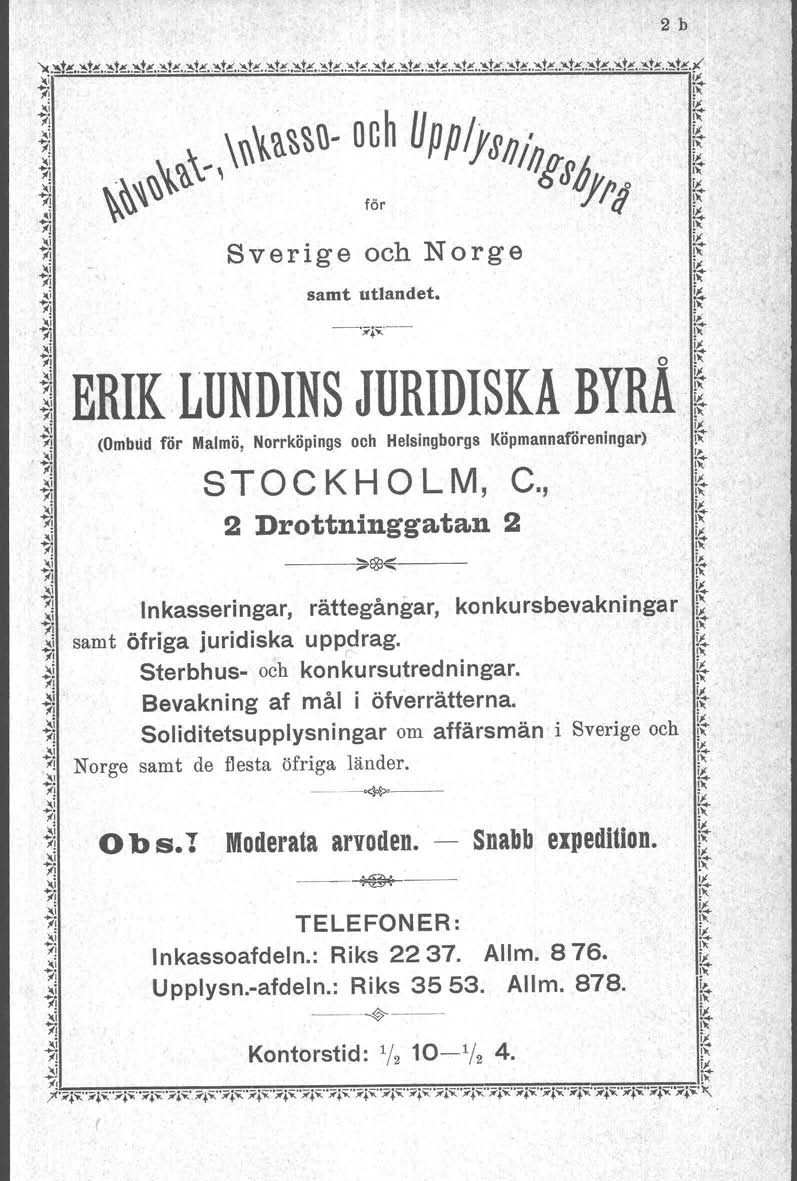 2 b
Advokat-, Inkasso- och Upplysningsbyrå
för
Sverige och Norge
samt utlandet.
ERIK LUNDINS JURIDISKA BYRÅ
(Ombud för Malmö, Norrköpings och Helsingborgs Köpmannaföreningar)
STOCKHOLM, C.,
2 Drottninggatan 2
Inkasseringar, rättegångar, konkursbevakningar
samt öfriga juridiska uppdrag.
Sterbhus- och konkursutredningar.
Bevakning af mål i öfverrätterna.
Soliditetsupplysningar om affärsmän i Sverige och
Norge samt de flesta öfriga länder.
Obs.! Moderata arvoden. — Snabb expedition.
TELEFONER:
Inkassoafdeln.: Riks 22 37. Allm. 8 76.
Upplysn.-afdeln.: Riks 35 53. Allm. 878.
Kontorstid: 1/2 10—1/2 4.